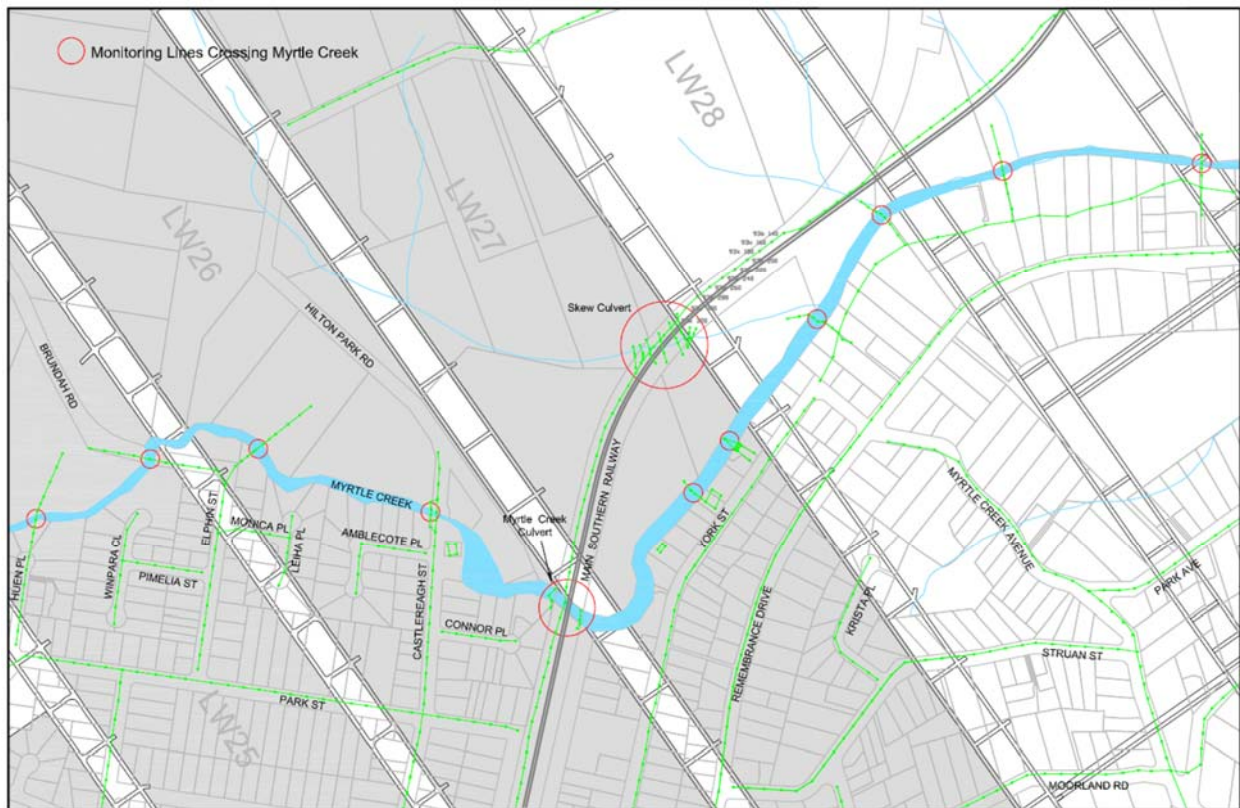 Monitoring Lines Crossing Myrtle Creek
LW28
LW27
LW26
Skew Culvert
HILTON PARK RD
BRUNDAH RD
MAIN SOUTHERN RAILWAY
MYRTLE CREEK
Myrtle Creek
Culvert
ELPHIN ST
MONICA PL
LEIHA PL
AMBLECOTE PL
YORK ST
MYRTLE CREEK AVENUE
HUEN PL
WINPARA CL
PIMELIA ST
CASTLEREAGH ST
CONNOR PL
REMEMBRANCE DRIVE
KRISTA PL
PARK AVE
STRUAN ST
PARK ST
LW25
MOORLAND RD